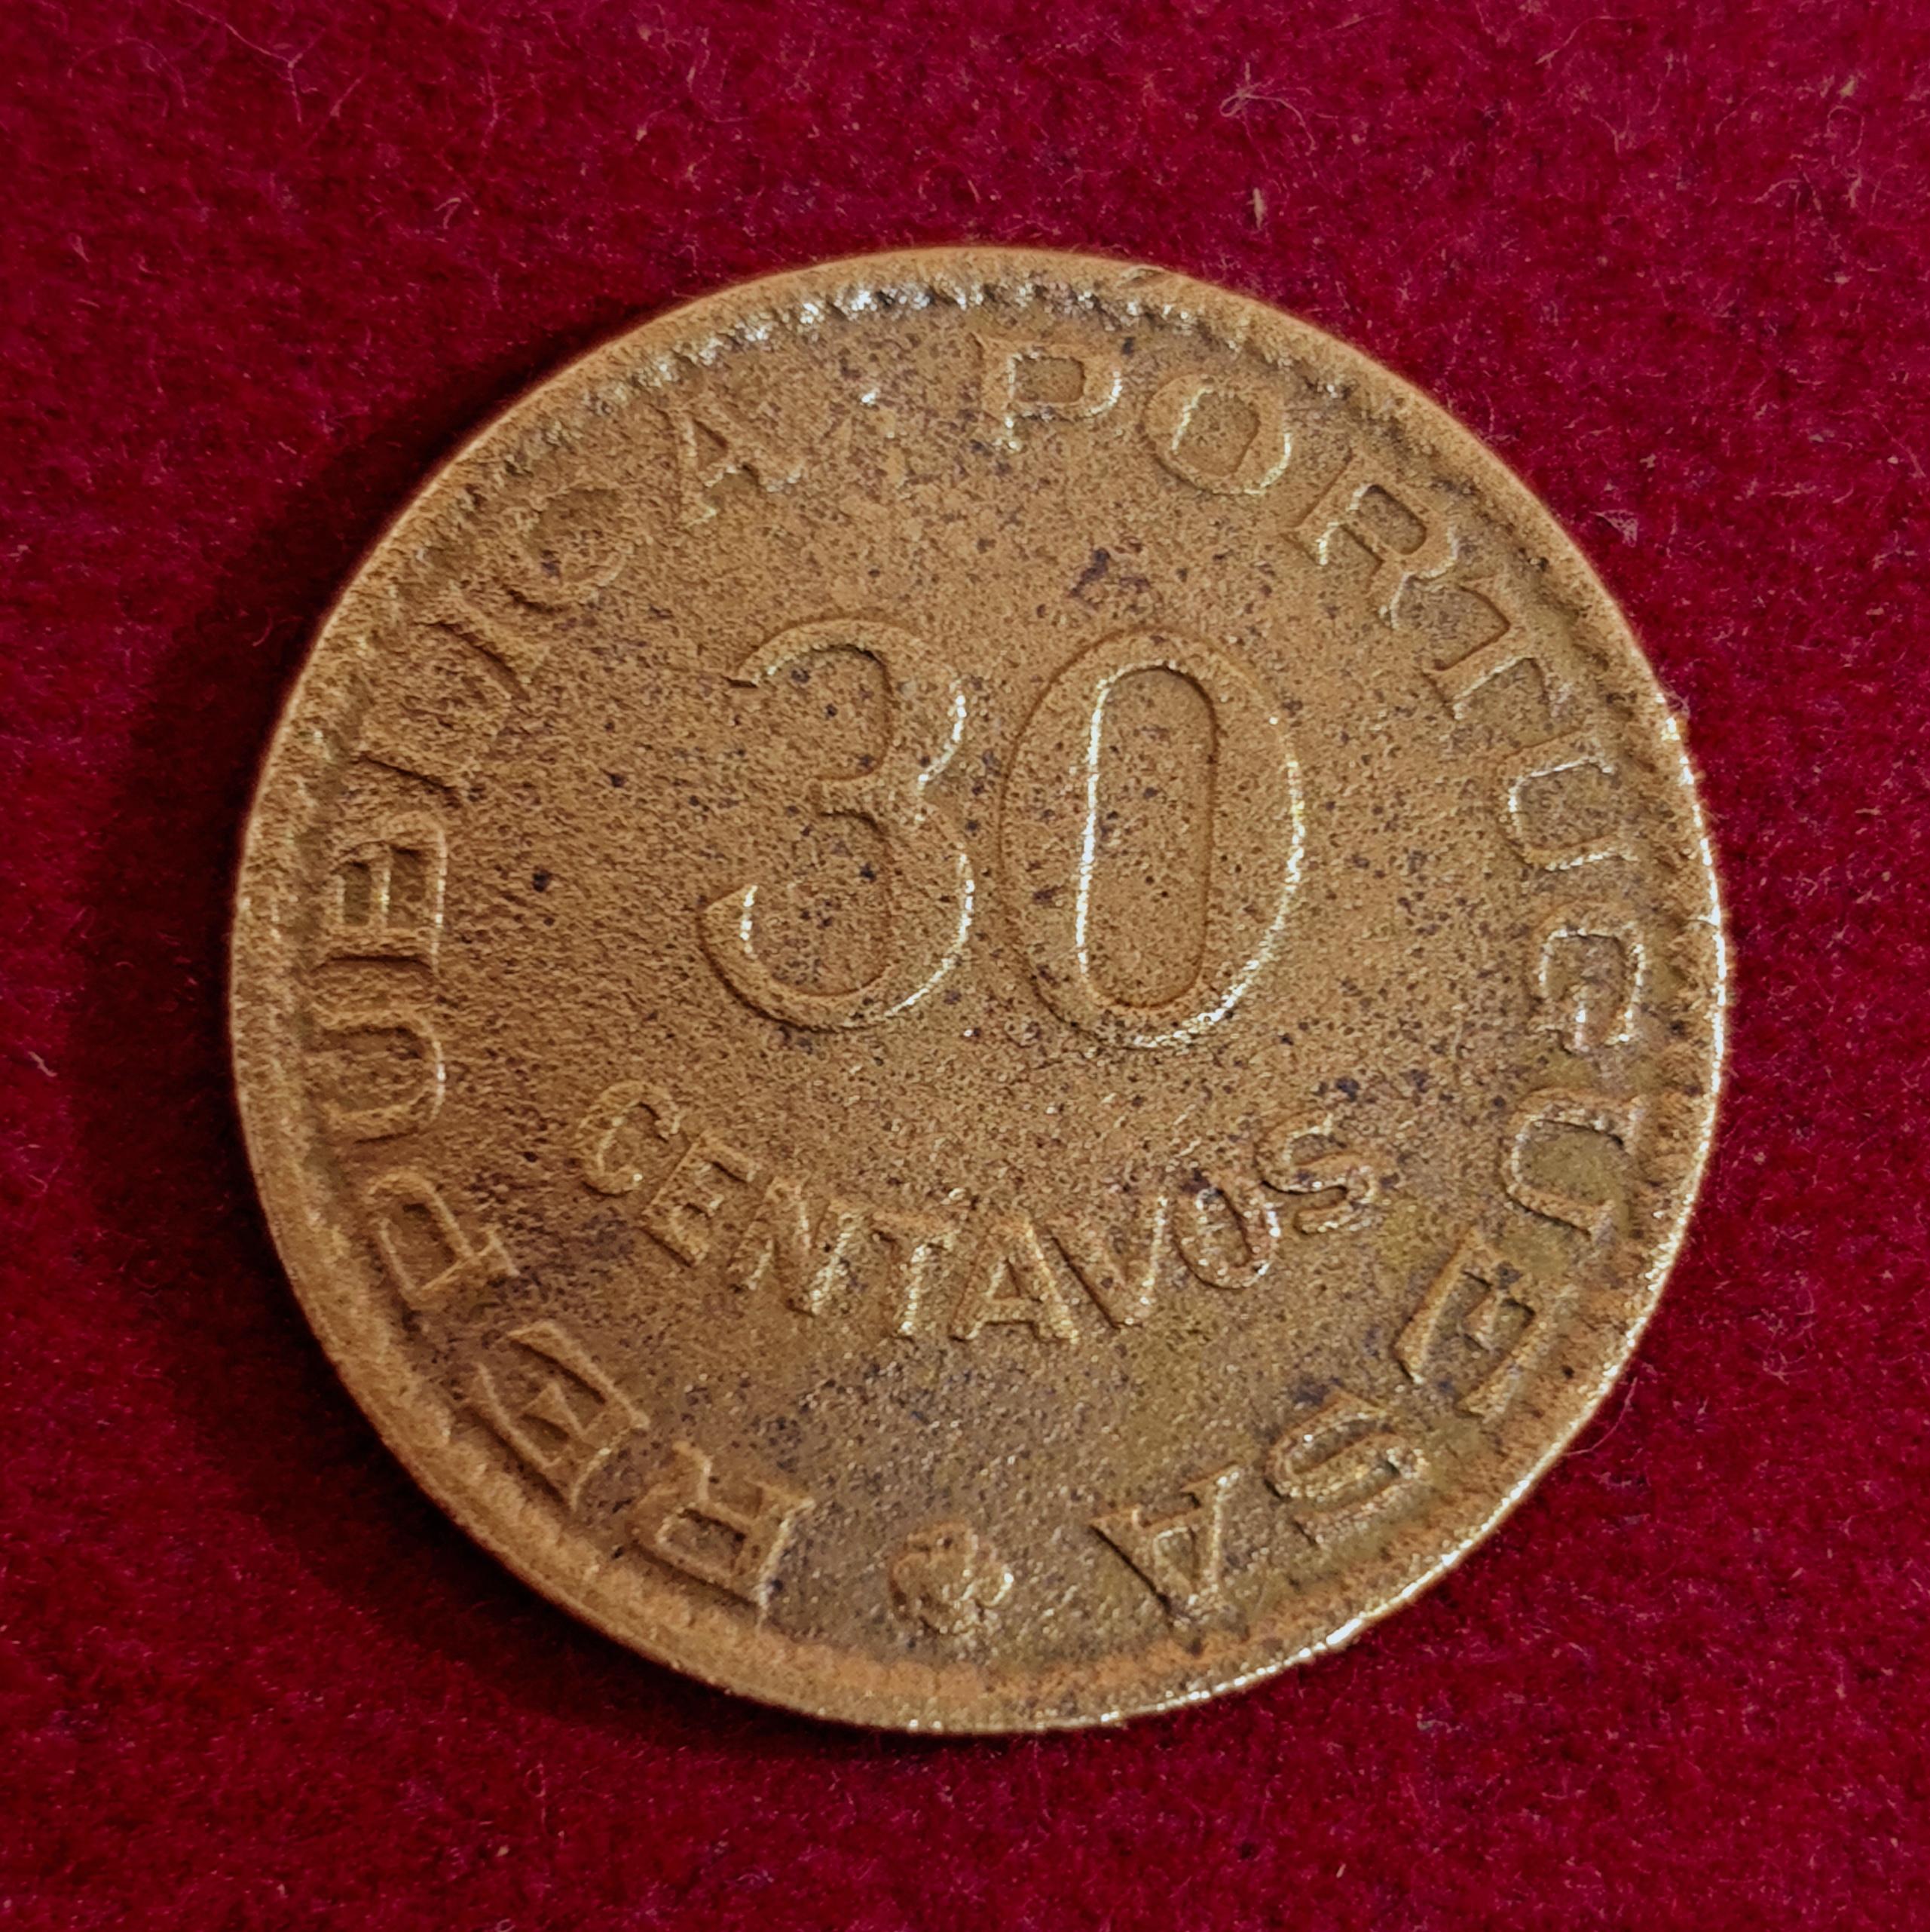 REPUBLICA · PORTUGUESA
30
CENTAVOS